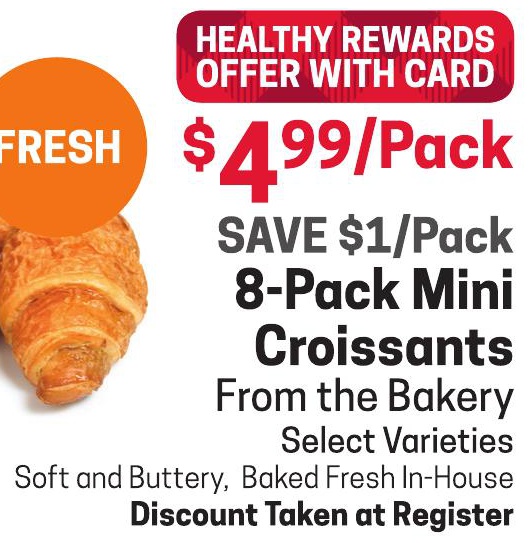 HEALTHY REWARDS
OFFER WITH CARD
FRESH
$4.99/Pack
SAVE $1/Pack
8-Pack Mini
Croissants
From the Bakery
Select Varieties
Soft and Buttery, Baked Fresh In-House
Discount Taken at Register